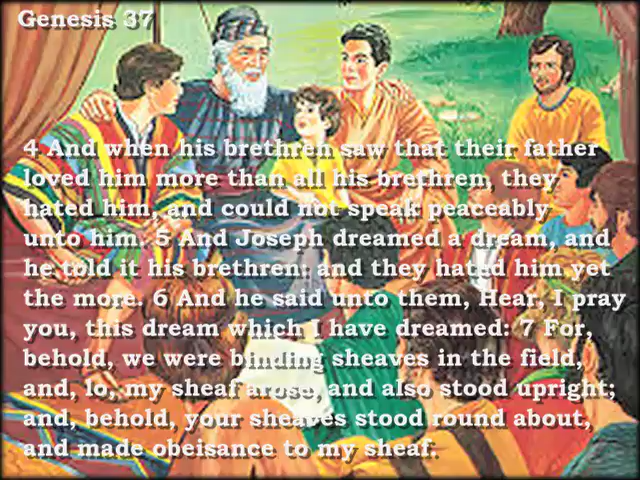 Genesis 37
4 And when his brethren saw that their father
loved him more than all his brethren, they
hated him, and could not speak peaceably
unto him. 5 And Joseph dreamed a dream, and
he told it his brethren: and they hated him yet
the more. 6 And he said unto them, Hear, I pray
you, this dream which I have dreamed: 7 For,
behold, we were binding sheaves in the field,
and, lo, my sheaf arose, and also stood upright;
and, behold, your sheaves stood round about,
and made obeisance to my sheaf.